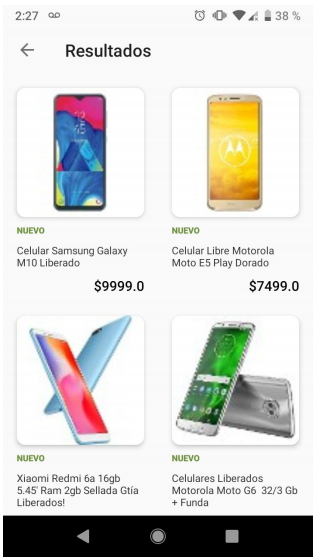 2:27 38 %
Resultados
NUEVO
Celular Samsung Galaxy
M10 Liberado
$9999.0
NUEVO
Celular Libre Motorola
Moto E5 Play Dorado
$7499.0
NUEVO
Xiaomi Redmi 6a 16gb
5.45' Ram 2gb Sellada Gtía
Liberados!
NUEVO
Celulares Liberados
Motorola Moto G6  32/3 Gb
+ Funda